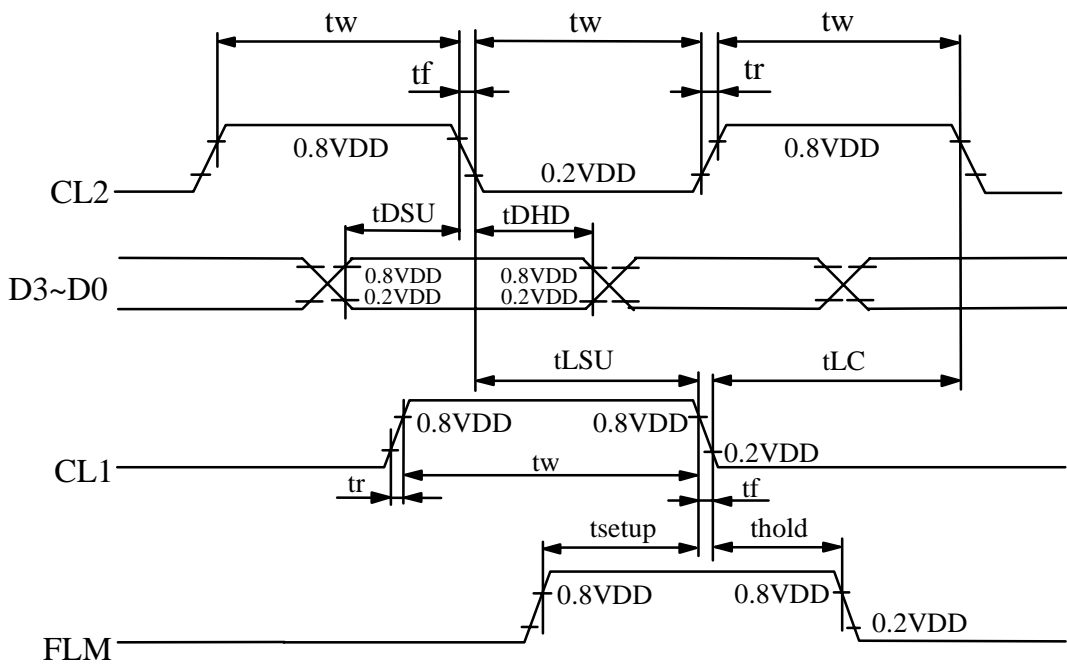 tw tw tw
tf tr
0.8VDD 0.8VDD
CL2 0.2VDD
tDSU tDHD
0.8VDD 0.8VDD
D3~D0 0.2VDD 0.2VDD
tLSU tLC
0.8VDD 0.8VDD
CL1 tw 0.2VDD
tr tf
tsetup thold
0.8VDD 0.8VDD
FLM 0.2VDD